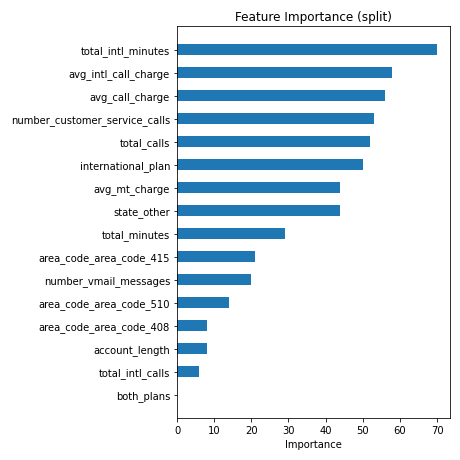 Feature Importance (split)
total_intl_minutes
avg_intl_call_charge
avg_call_charge
number_customer_service_calls
total_calls
international_plan
avg_mt_charge
state_other
total_minutes
area_code_area_code_415
number_vmail_messages
area_code_area_code_510
area_code_area_code_408
account_length
total_intl_calls
both_plans
0 10 20 30 40 50 60 70
Importance